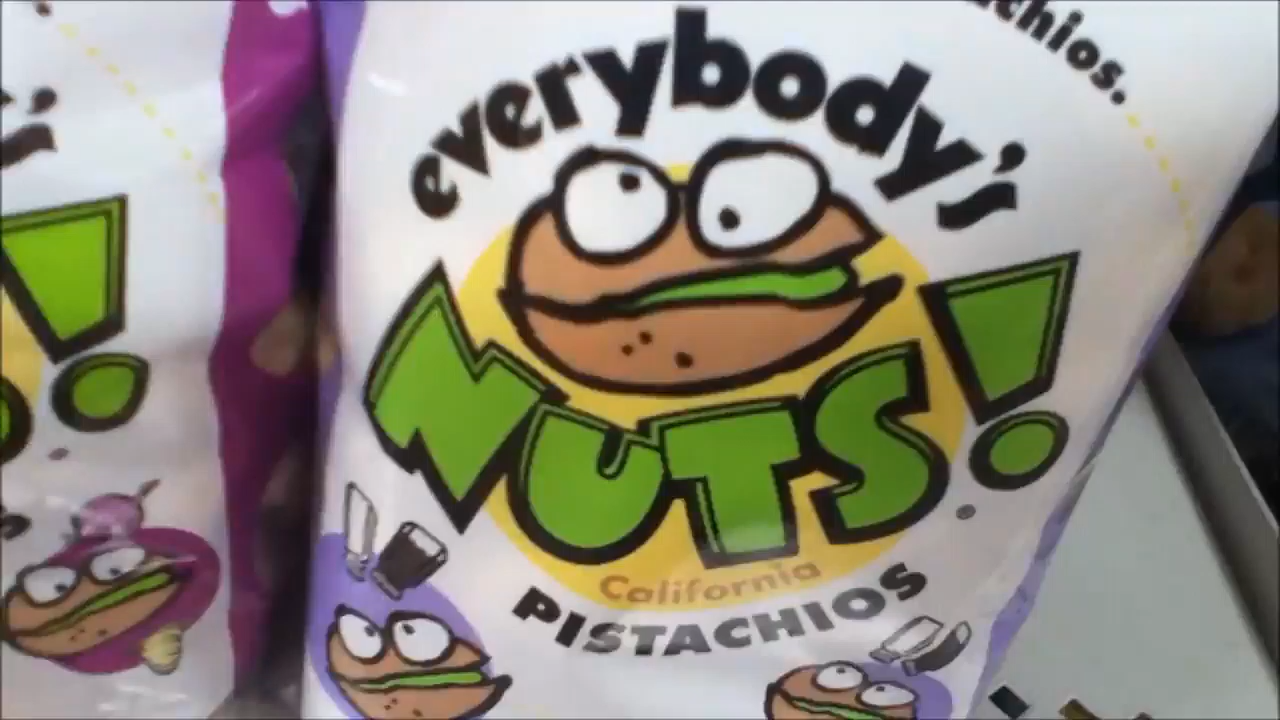 chios.
everybody's
NUTS!
California
PISTACHIOS